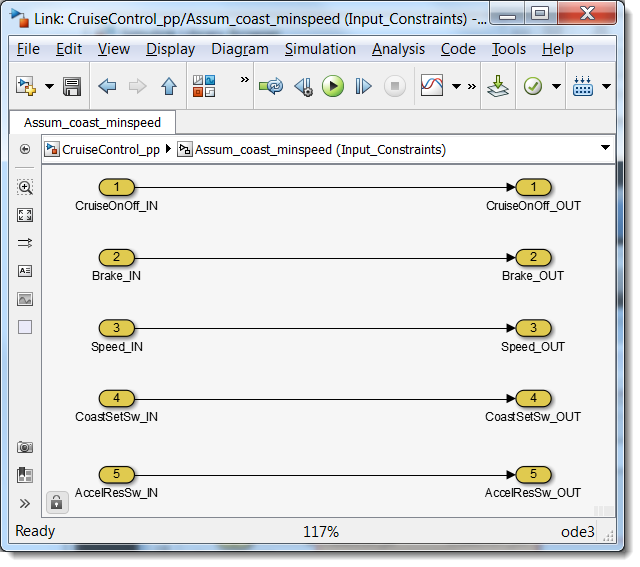 Link: CruiseControl_pp/Assum_coast_minspeed (Input_Constraints) -...
File Edit View Display Diagram Simulation Analysis Code Tools Help
» »
Assum_coast_minspeed
CruiseControl_pp Assum_coast_minspeed (Input_Constraints)
1 1
CruiseOnOff_IN CruiseOnOff_OUT
2 2
Brake_IN Brake_OUT
3 3
Speed_IN Speed_OUT
4 4
CoastSetSw_IN CoastSetSw_OUT
5 5
AccelResSw_IN AccelResSw_OUT
Ready 117% ode3